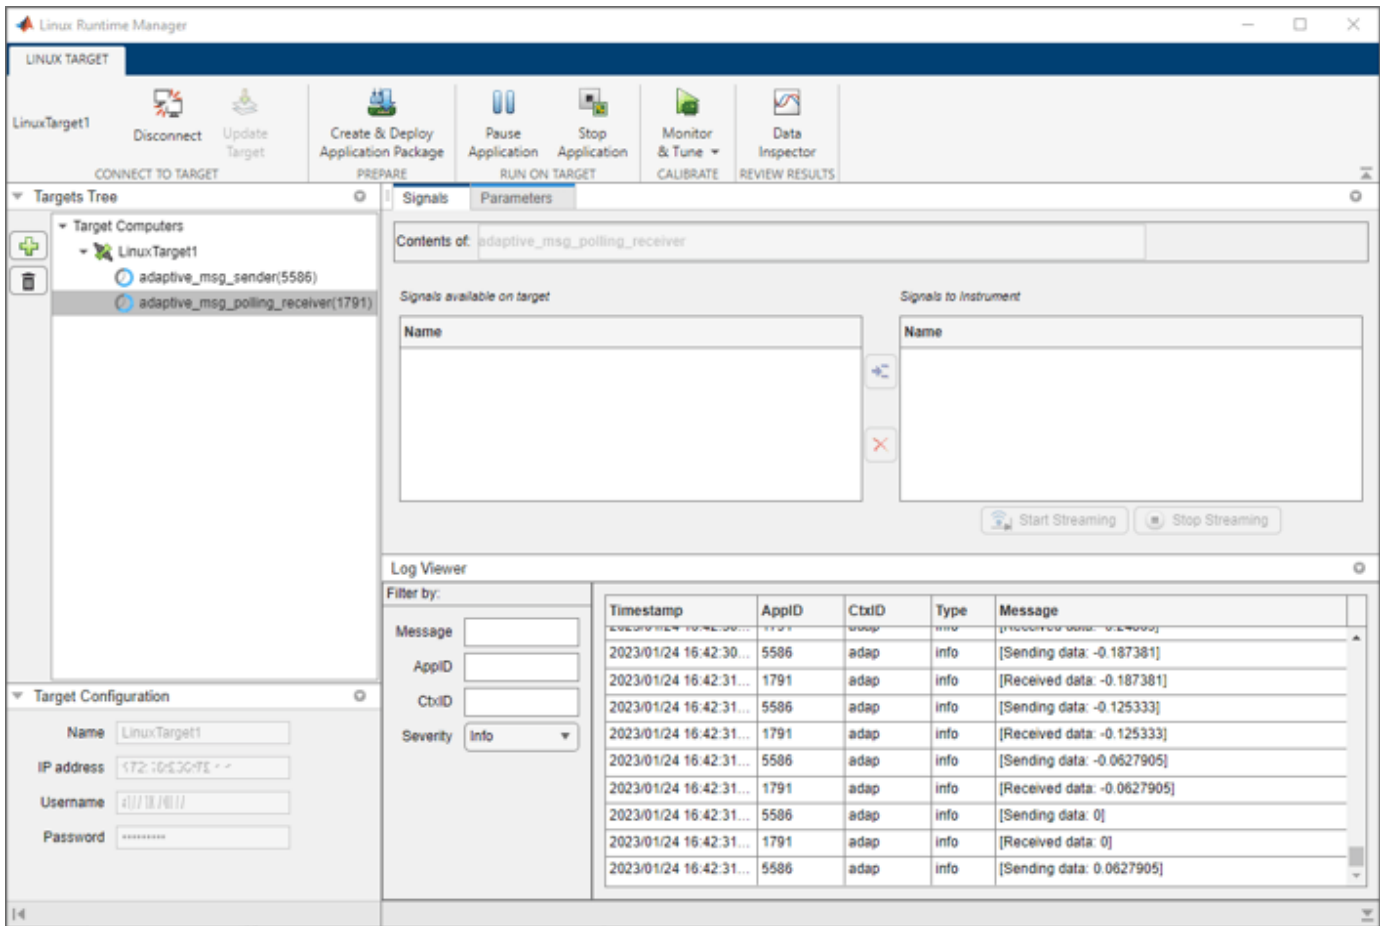 Linux Runtime Manager
LINUX TARGET
LinuxTarget1
Disconnect
Update Target
CONNECT TO TARGET
Create & Deploy Application Package
PREPARE
Pause Application
Stop Application
RUN ON TARGET
Monitor & Tune
CALIBRATE
Data Inspector
REVIEW RESULTS
Targets Tree
Target Computers
LinuxTarget1
adaptive_msg_sender(5586)
adaptive_msg_polling_receiver(1791)
Signals
Parameters
Contents of: adaptive_msg_polling_receiver
Signals available on target
Name
Signals to Instrument
Name
Start Streaming
Stop Streaming
Target Configuration
Name LinuxTarget1
IP address
Username
Password
Log Viewer
Filter by:
Message
AppID
CtxID
Severity Info
Timestamp AppID CtxID Type Message
2023/01/24 16:42:30... 5586 adap info [Sending data: -0.187381]
2023/01/24 16:42:31... 1791 adap info [Received data: -0.187381]
2023/01/24 16:42:31... 5586 adap info [Sending data: -0.125333]
2023/01/24 16:42:31... 1791 adap info [Received data: -0.125333]
2023/01/24 16:42:31... 5586 adap info [Sending data: -0.0627905]
2023/01/24 16:42:31... 1791 adap info [Received data: -0.0627905]
2023/01/24 16:42:31... 5586 adap info [Sending data: 0]
2023/01/24 16:42:31... 1791 adap info [Received data: 0]
2023/01/24 16:42:31... 5586 adap info [Sending data: 0.0627905]